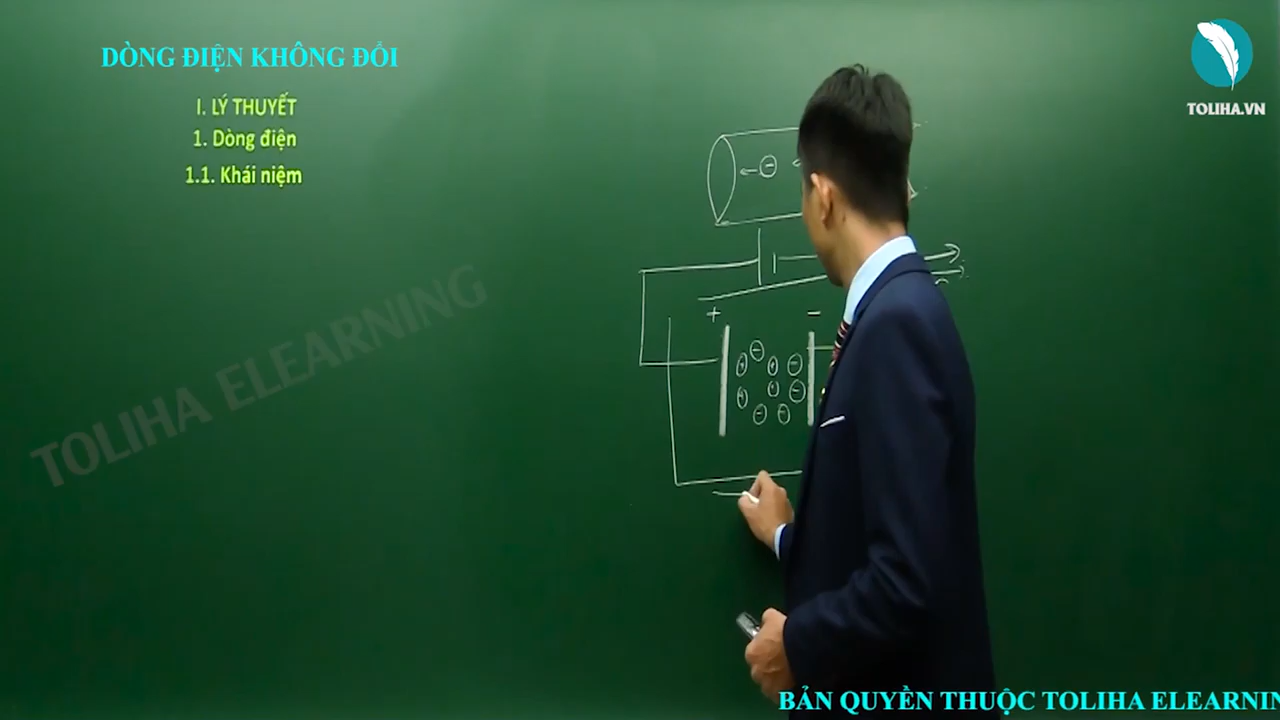 DÒNG ĐIỆN KHÔNG ĐỔI
TOLIHA.VN
I. LÝ THUYẾT
1. Dòng điện
1.1. Khái niệm
TOLIHA ELEARNING
+ −
BẢN QUYỀN THUỘC TOLIHA ELEARNIN